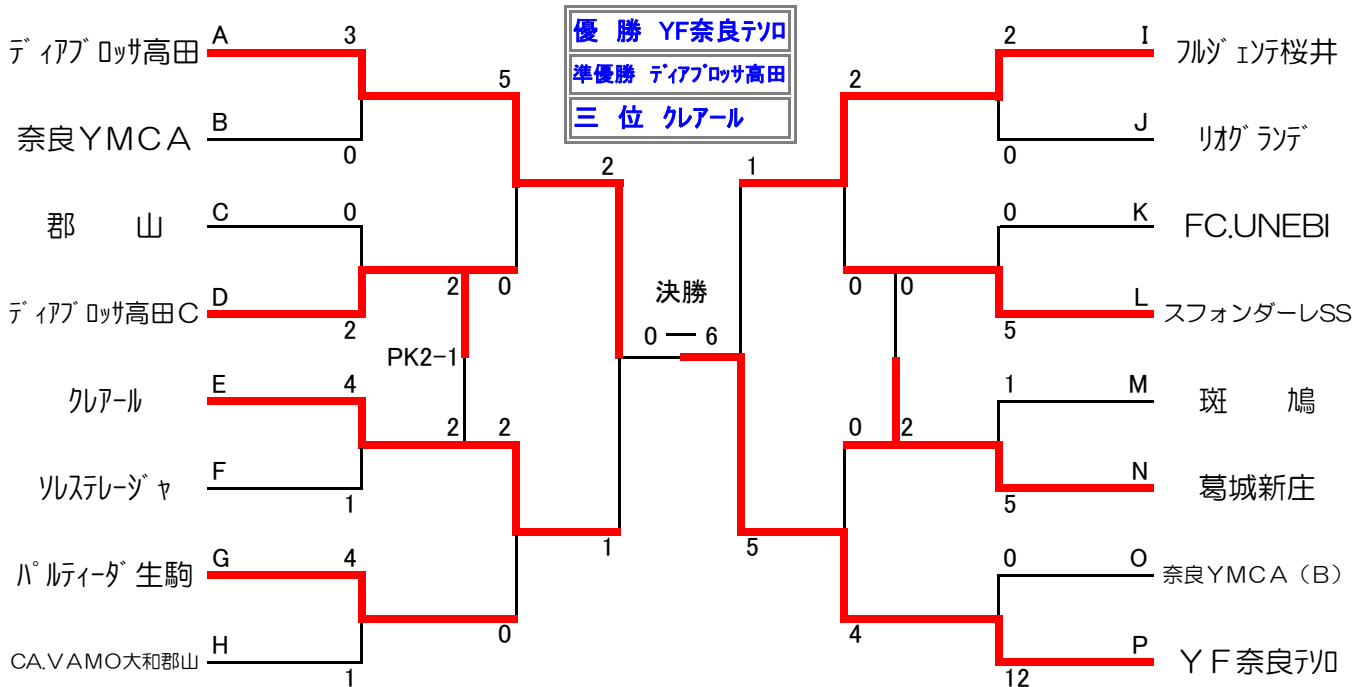 優 勝 YF奈良ﾃｿﾛ
準優勝 ﾃﾞｨｱﾌﾞﾛｯｻ高田
三 位 ｸﾚｱｰﾙ
ﾃﾞｨｱﾌﾞﾛｯｻ高田 A 3
5
奈良YMCA B 0
2
郡 山 C 0
2 0
ﾃﾞｨｱﾌﾞﾛｯｻ高田C D 2
PK2-1
ｸﾚｱｰﾙ E 4
2 2
ｿﾚｽﾃﾚｰｼﾞｬ F 1
1
ﾊﾟﾙﾃｨｰﾀﾞ生駒 G 4
0
CA.VAMO大和郡山 H 1
決勝
0 ― 6
2 I ﾌﾙｼﾞｪﾝﾃ桜井
2
0 J ﾘｵｸﾞﾗﾝﾃﾞ
1
0 K FC.UNEBI
0 0
5 L スフォンダーレSS
1 M 斑 鳩
0 2
5 N 葛城新庄
5
0 O 奈良YMCA（B）
4
12 P YF奈良ﾃｿﾛ